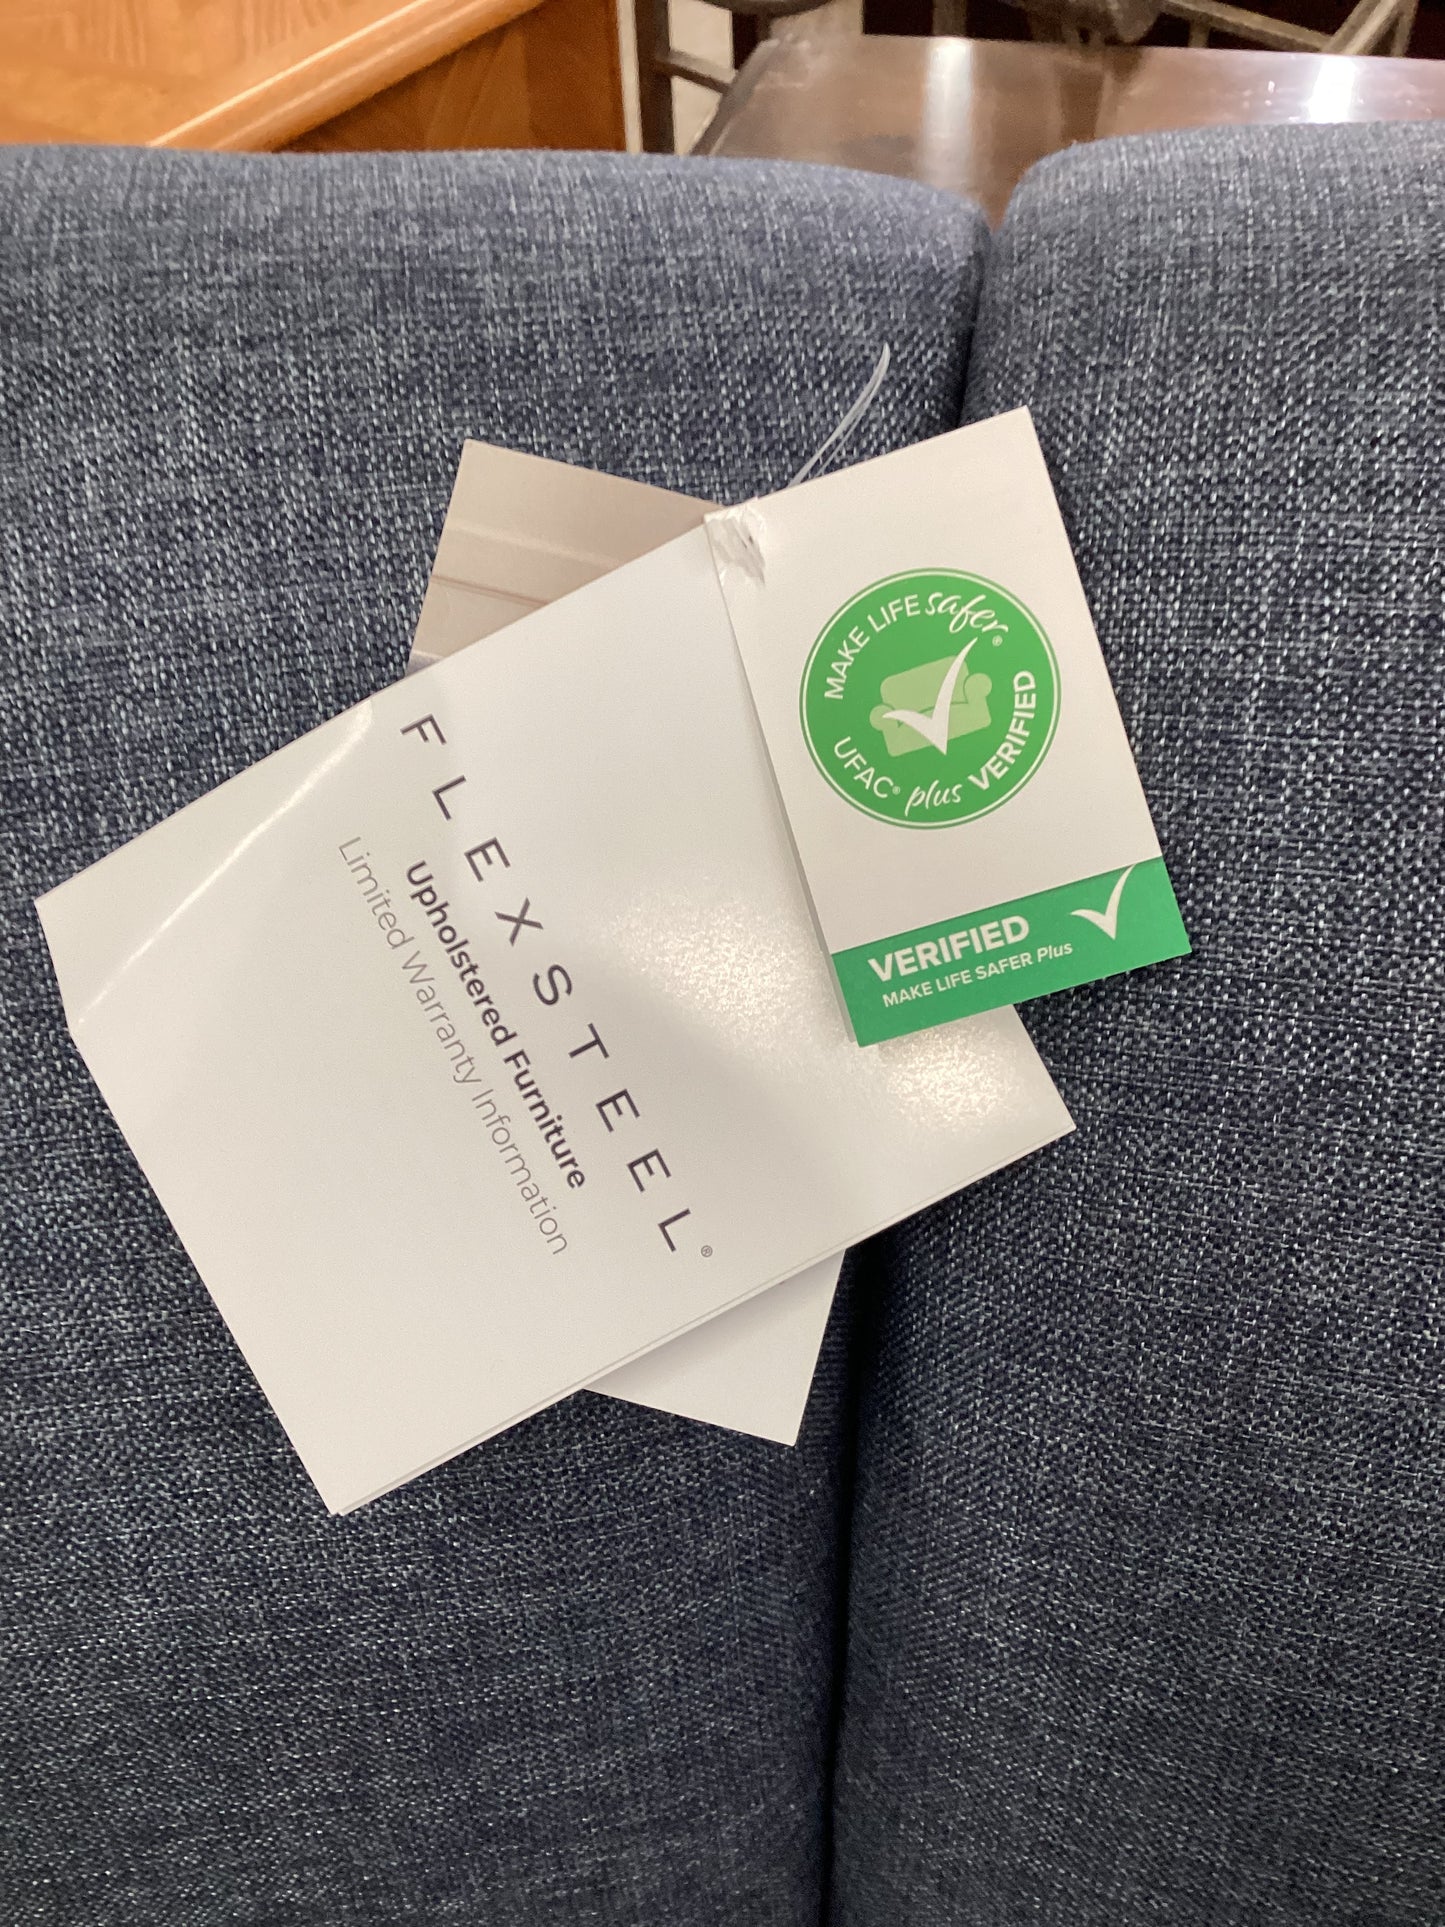 FLEXSTEEL®
Upholstered Furniture
Limited Warranty Information
MAKE LIFE safer®
UFAC® plus VERIFIED
VERIFIED
MAKE LIFE SAFER Plus